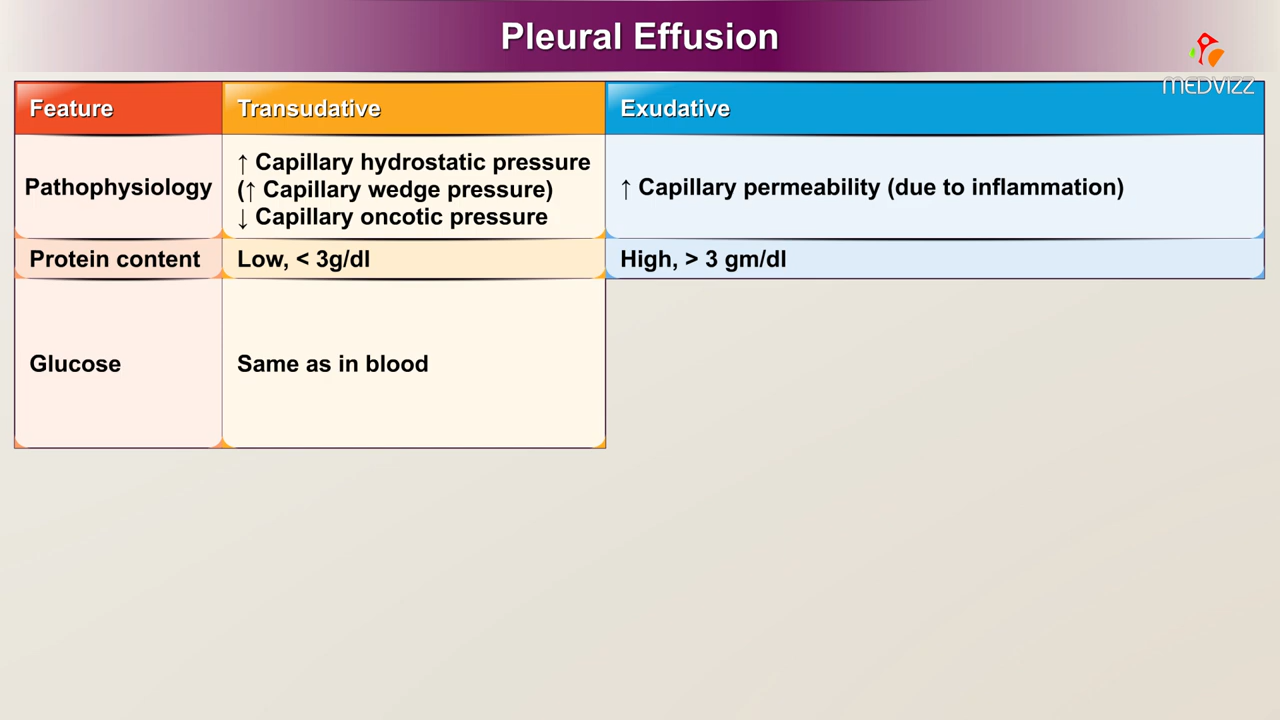 Pleural Effusion
MEDVIZZ
Feature
Transudative
Exudative
Pathophysiology
↑ Capillary hydrostatic pressure
(↑ Capillary wedge pressure)
↓ Capillary oncotic pressure
↑ Capillary permeability (due to inflammation)
Protein content
Low, < 3g/dl
High, > 3 gm/dl
Glucose
Same as in blood